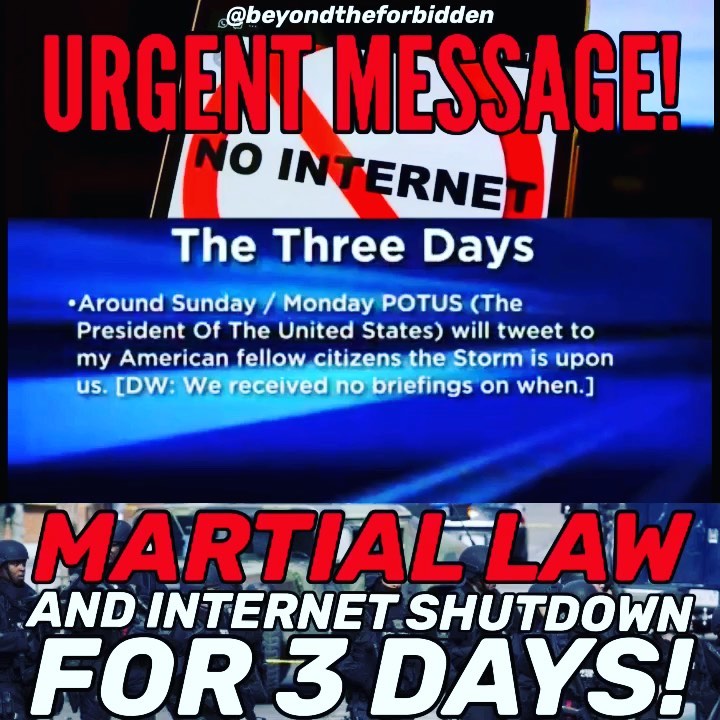 @beyondtheforbidden
URGENT MESSAGE!
NO INTERNET
The Three Days
•Around Sunday / Monday POTUS (The
President Of The United States) will tweet to
my American fellow citizens the Storm is upon
us. [DW: We received no briefings on when.]
MARTIAL LAW
AND INTERNET SHUTDOWN
FOR 3 DAYS!